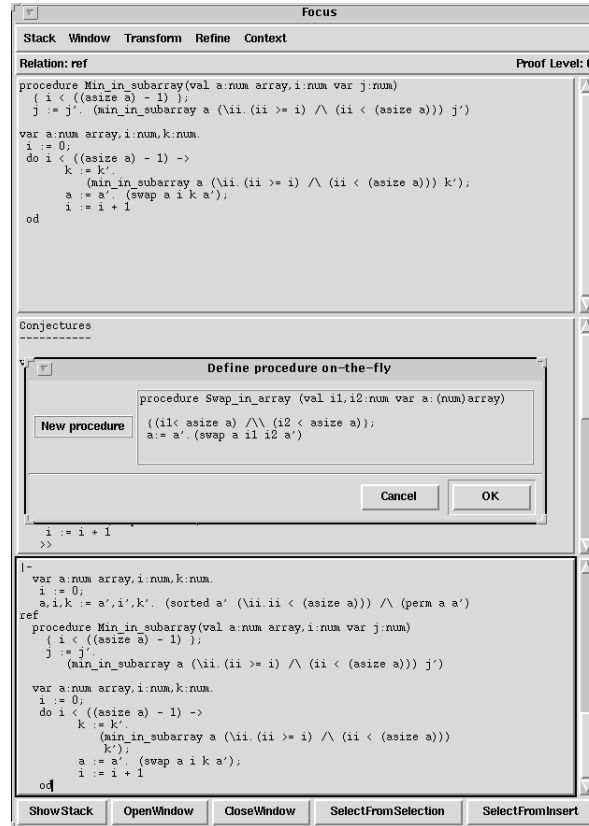 Focus
Stack Window Transform Refine Context
Relation: ref Proof Level:
procedure Min_in_subarray(val a:num array,i:num var j:num)
{ i < ((asize a) - 1) };
j := j'. (min_in_subarray a (\ii.(ii >= i) /\ (ii < (asize a))) j')
var a:num array,i:num,k:num.
i := 0;
do i < ((asize a) - 1) ->
k := k'.
(min_in_subarray a (\ii.(ii >= i) /\ (ii < (asize a))) k');
a := a'. (swap a i k a');
i := i + 1
od
Conjectures
-----------
Define procedure on-the-fly
New procedure
procedure Swap_in_array (val i1,i2:num var a:(num)array)
{(i1< asize a) /\\ (i2 < asize a)};
a:= a'.(swap a i1 i2 a')
Cancel OK
i := i + 1
>>
|-
var a:num array,i:num,k:num.
i := 0;
a,i,k := a',i',k'. (sorted a' (\ii.ii < (asize a))) /\ (perm a a')
ref
procedure Min_in_subarray(val a:num array,i:num var j:num)
{ i < ((asize a) - 1) };
j := j'.
(min_in_subarray a (\ii.(ii >= i) /\ (ii < (asize a))) j')
var a:num array,i:num,k:num.
i := 0;
do i < ((asize a) - 1) ->
k := k'.
(min_in_subarray a (\ii.(ii >= i) /\ (ii < (asize a)))
k');
a := a'. (swap a i k a');
i := i + 1
od
ShowStack OpenWindow CloseWindow SelectFromSelection SelectFromInsert